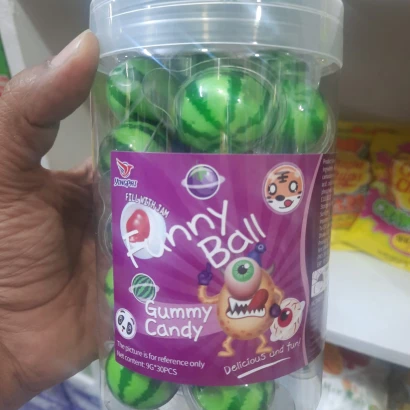 FILL WITH JAM
Funny
Ball
Gummy
Candy
The picture is for reference only
Net content: 9G*30PCS
Delicious and funy